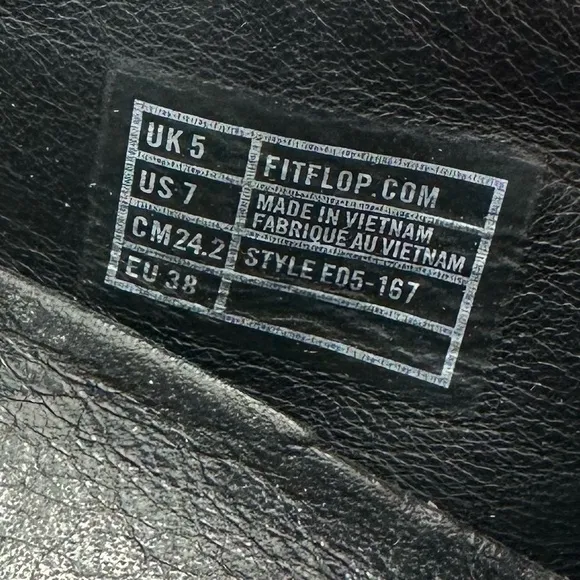 UK 5
US 7
CM 24.2
EU 38
FITFLOP.COM
MADE IN VIETNAM
FABRIQUE AU VIETNAM
STYLE E05-167